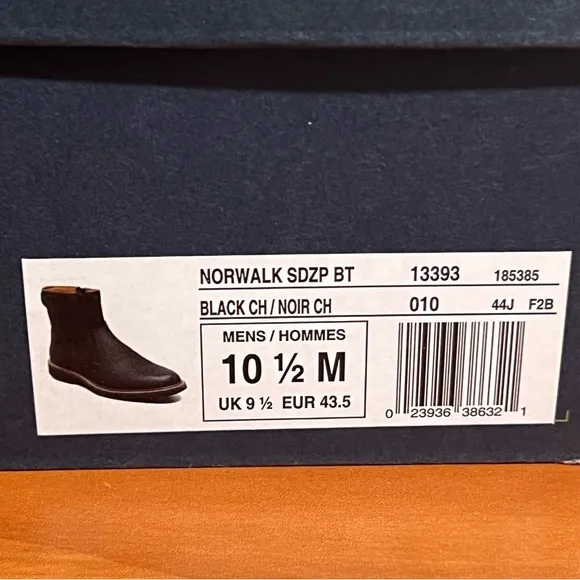 NORWALK SDZP BT 13393 185385
BLACK CH / NOIR CH 010 44J F2B
MENS / HOMMES
10 ½ M
UK 9 ½ EUR 43.5
0 23936 38632 1